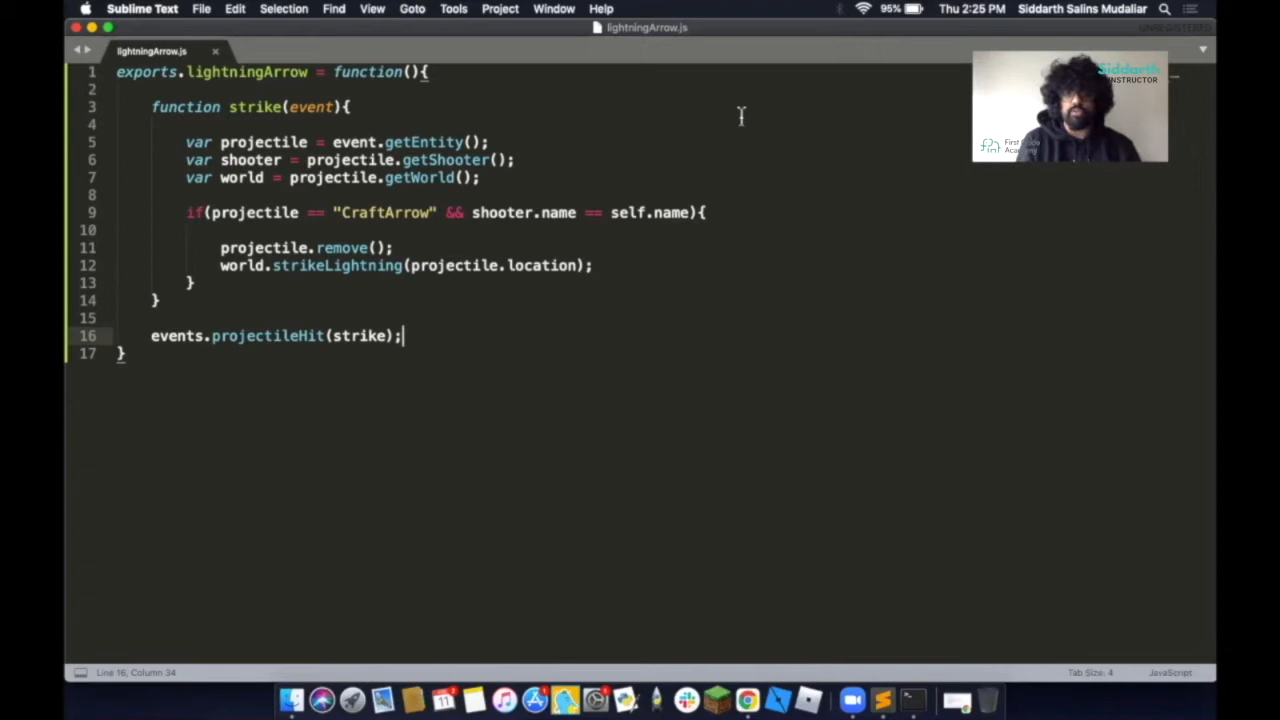 Sublime Text File Edit Selection Find View Goto Tools Project Window Help 95% Thu 2:25 PM Siddarth Salins Mudaliar
lightningArrow.js UNREGISTERED
lightningArrow.js
1 exports.lightningArrow = function(){
2
3 function strike(event){
4
5 var projectile = event.getEntity();
6 var shooter = projectile.getShooter();
7 var world = projectile.getWorld();
8
9 if(projectile == "CraftArrow" && shooter.name == self.name){
10
11 projectile.remove();
12 world.strikeLightning(projectile.location);
13 }
14 }
15
16 events.projectileHit(strike);
17 }
Siddarth
INSTRUCTOR
Academy
Line 16, Column 34 Tab Size: 4 JavaScript